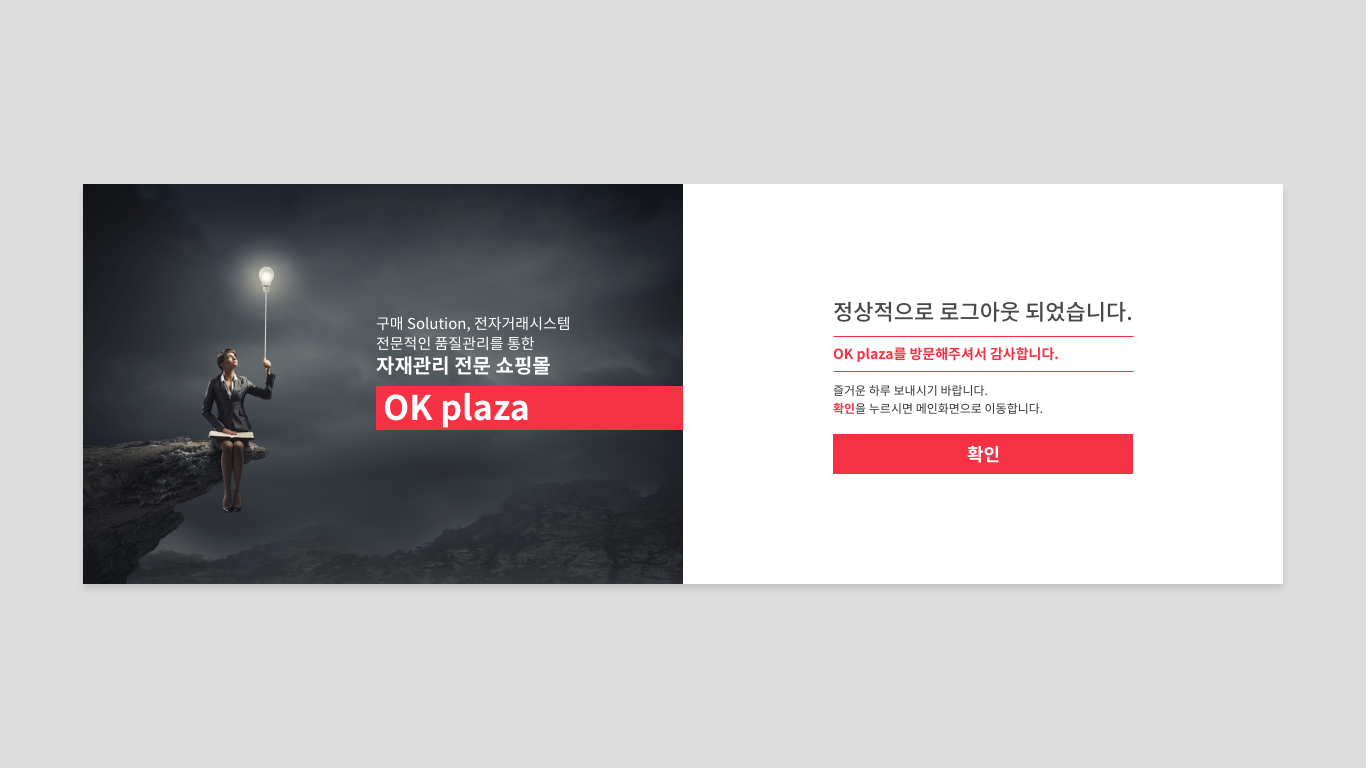 구매 Solution, 전자거래시스템
전문적인 품질관리를 통한
자재관리 전문 쇼핑몰
OK plaza
정상적으로 로그아웃 되었습니다.
OK plaza를 방문해주셔서 감사합니다.
즐거운 하루 보내시기 바랍니다.
확인을 누르시면 메인화면으로 이동합니다.
확인